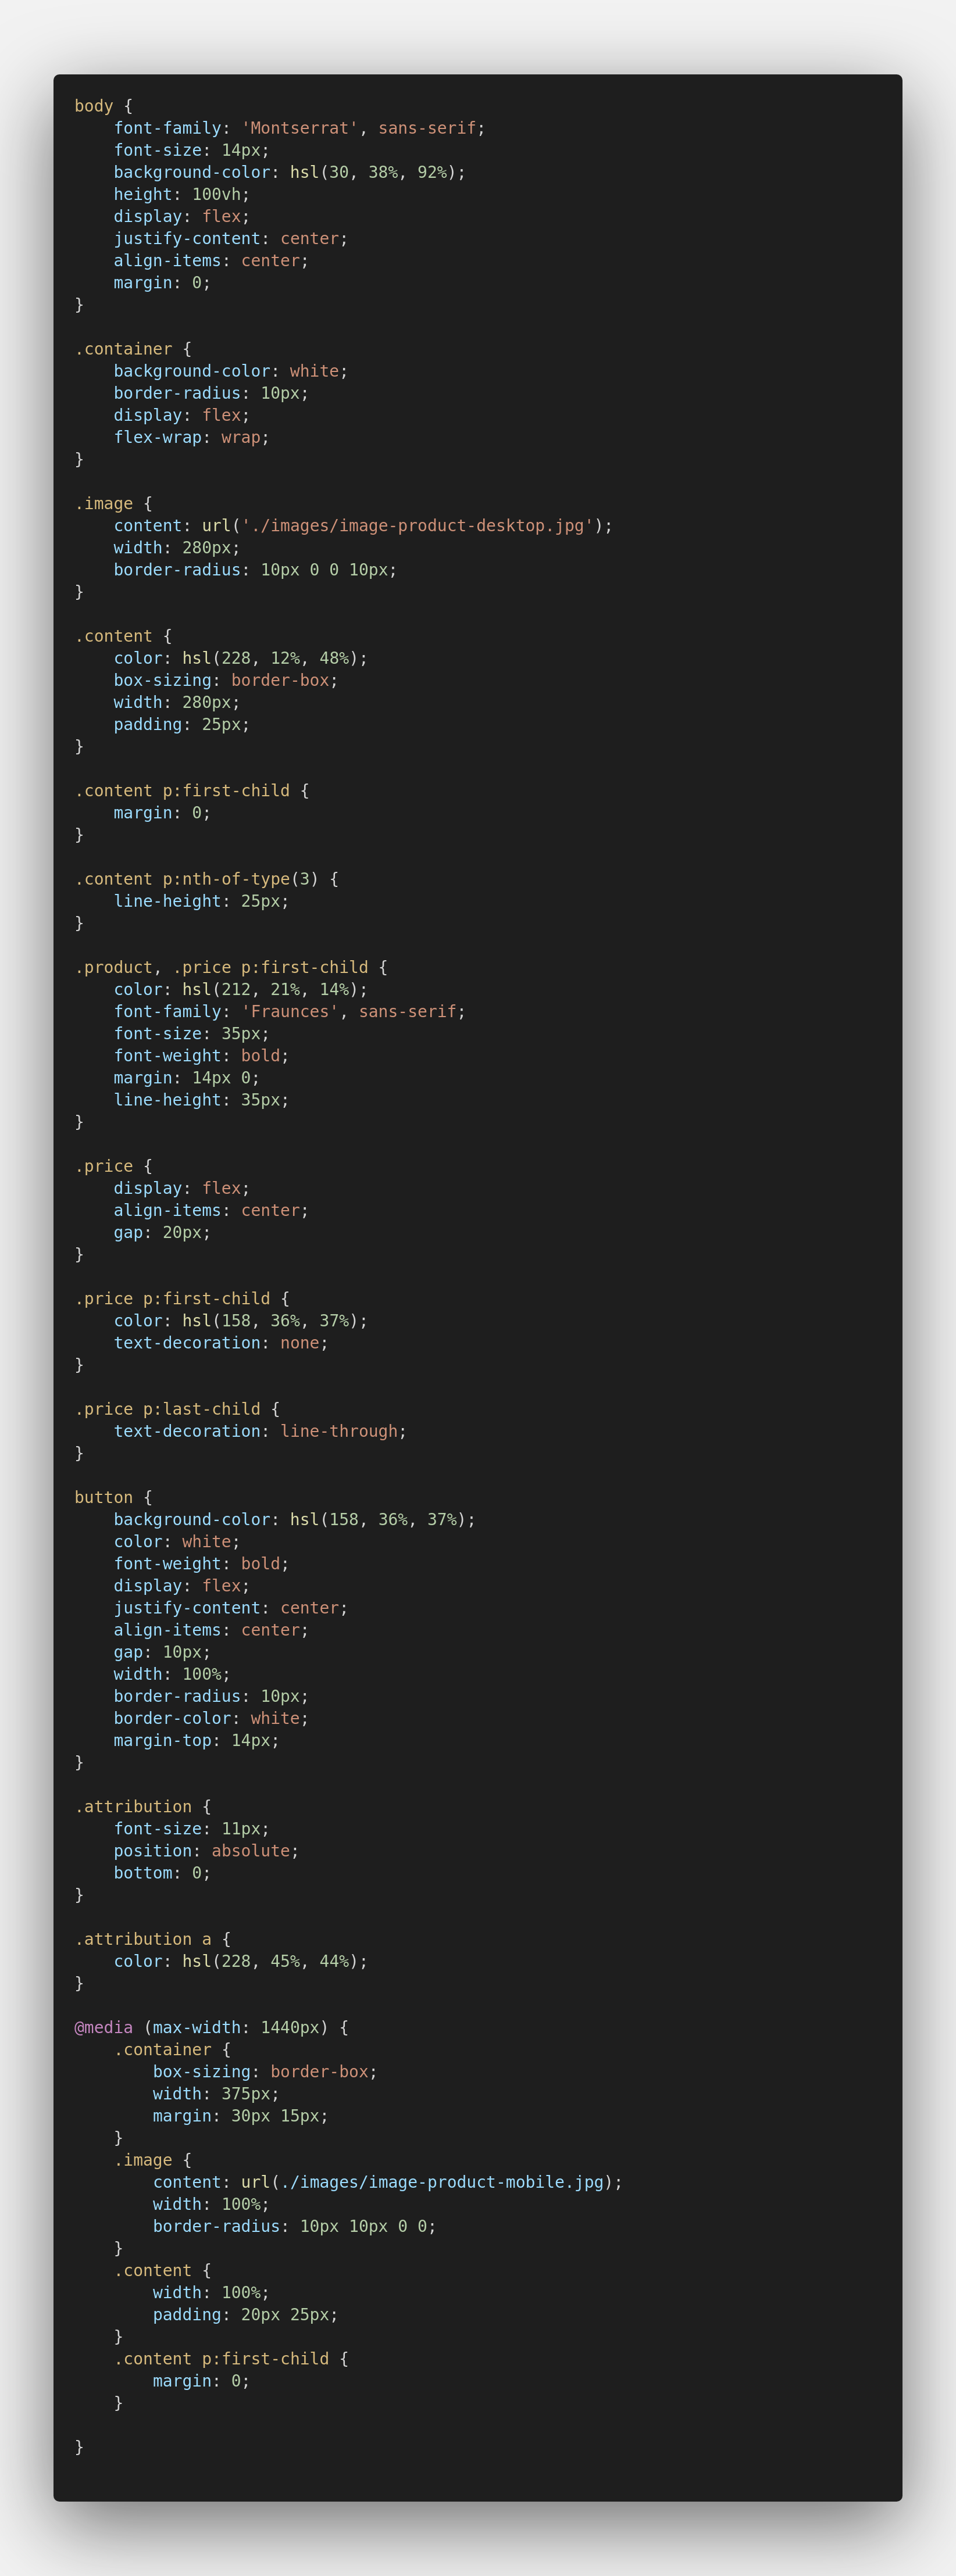 body {
    font-family: 'Montserrat', sans-serif;
    font-size: 14px;
    background-color: hsl(30, 38%, 92%);
    height: 100vh;
    display: flex;
    justify-content: center;
    align-items: center;
    margin: 0;
}

.container {
    background-color: white;
    border-radius: 10px;
    display: flex;
    flex-wrap: wrap;
}

.image {
    content: url('./images/image-product-desktop.jpg');
    width: 280px;
    border-radius: 10px 0 0 10px;
}

.content {
    color: hsl(228, 12%, 48%);
    box-sizing: border-box;
    width: 280px;
    padding: 25px;
}

.content p:first-child {
    margin: 0;
}

.content p:nth-of-type(3) {
    line-height: 25px;
}

.product, .price p:first-child {
    color: hsl(212, 21%, 14%);
    font-family: 'Fraunces', sans-serif;
    font-size: 35px;
    font-weight: bold;
    margin: 14px 0;
    line-height: 35px;
}

.price {
    display: flex;
    align-items: center;
    gap: 20px;
}

.price p:first-child {
    color: hsl(158, 36%, 37%);
    text-decoration: none;
}

.price p:last-child {
    text-decoration: line-through;
}

button {
    background-color: hsl(158, 36%, 37%);
    color: white;
    font-weight: bold;
    display: flex;
    justify-content: center;
    align-items: center;
    gap: 10px;
    width: 100%;
    border-radius: 10px;
    border-color: white;
    margin-top: 14px;
}

.attribution {
    font-size: 11px;
    position: absolute;
    bottom: 0;
}

.attribution a {
    color: hsl(228, 45%, 44%);
}

@media (max-width: 1440px) {
    .container {
        box-sizing: border-box;
        width: 375px;
        margin: 30px 15px;
    }
    .image {
        content: url(./images/image-product-mobile.jpg);
        width: 100%;
        border-radius: 10px 10px 0 0;
    }
    .content {
        width: 100%;
        padding: 20px 25px;
    }
    .content p:first-child {
        margin: 0;
    }

}